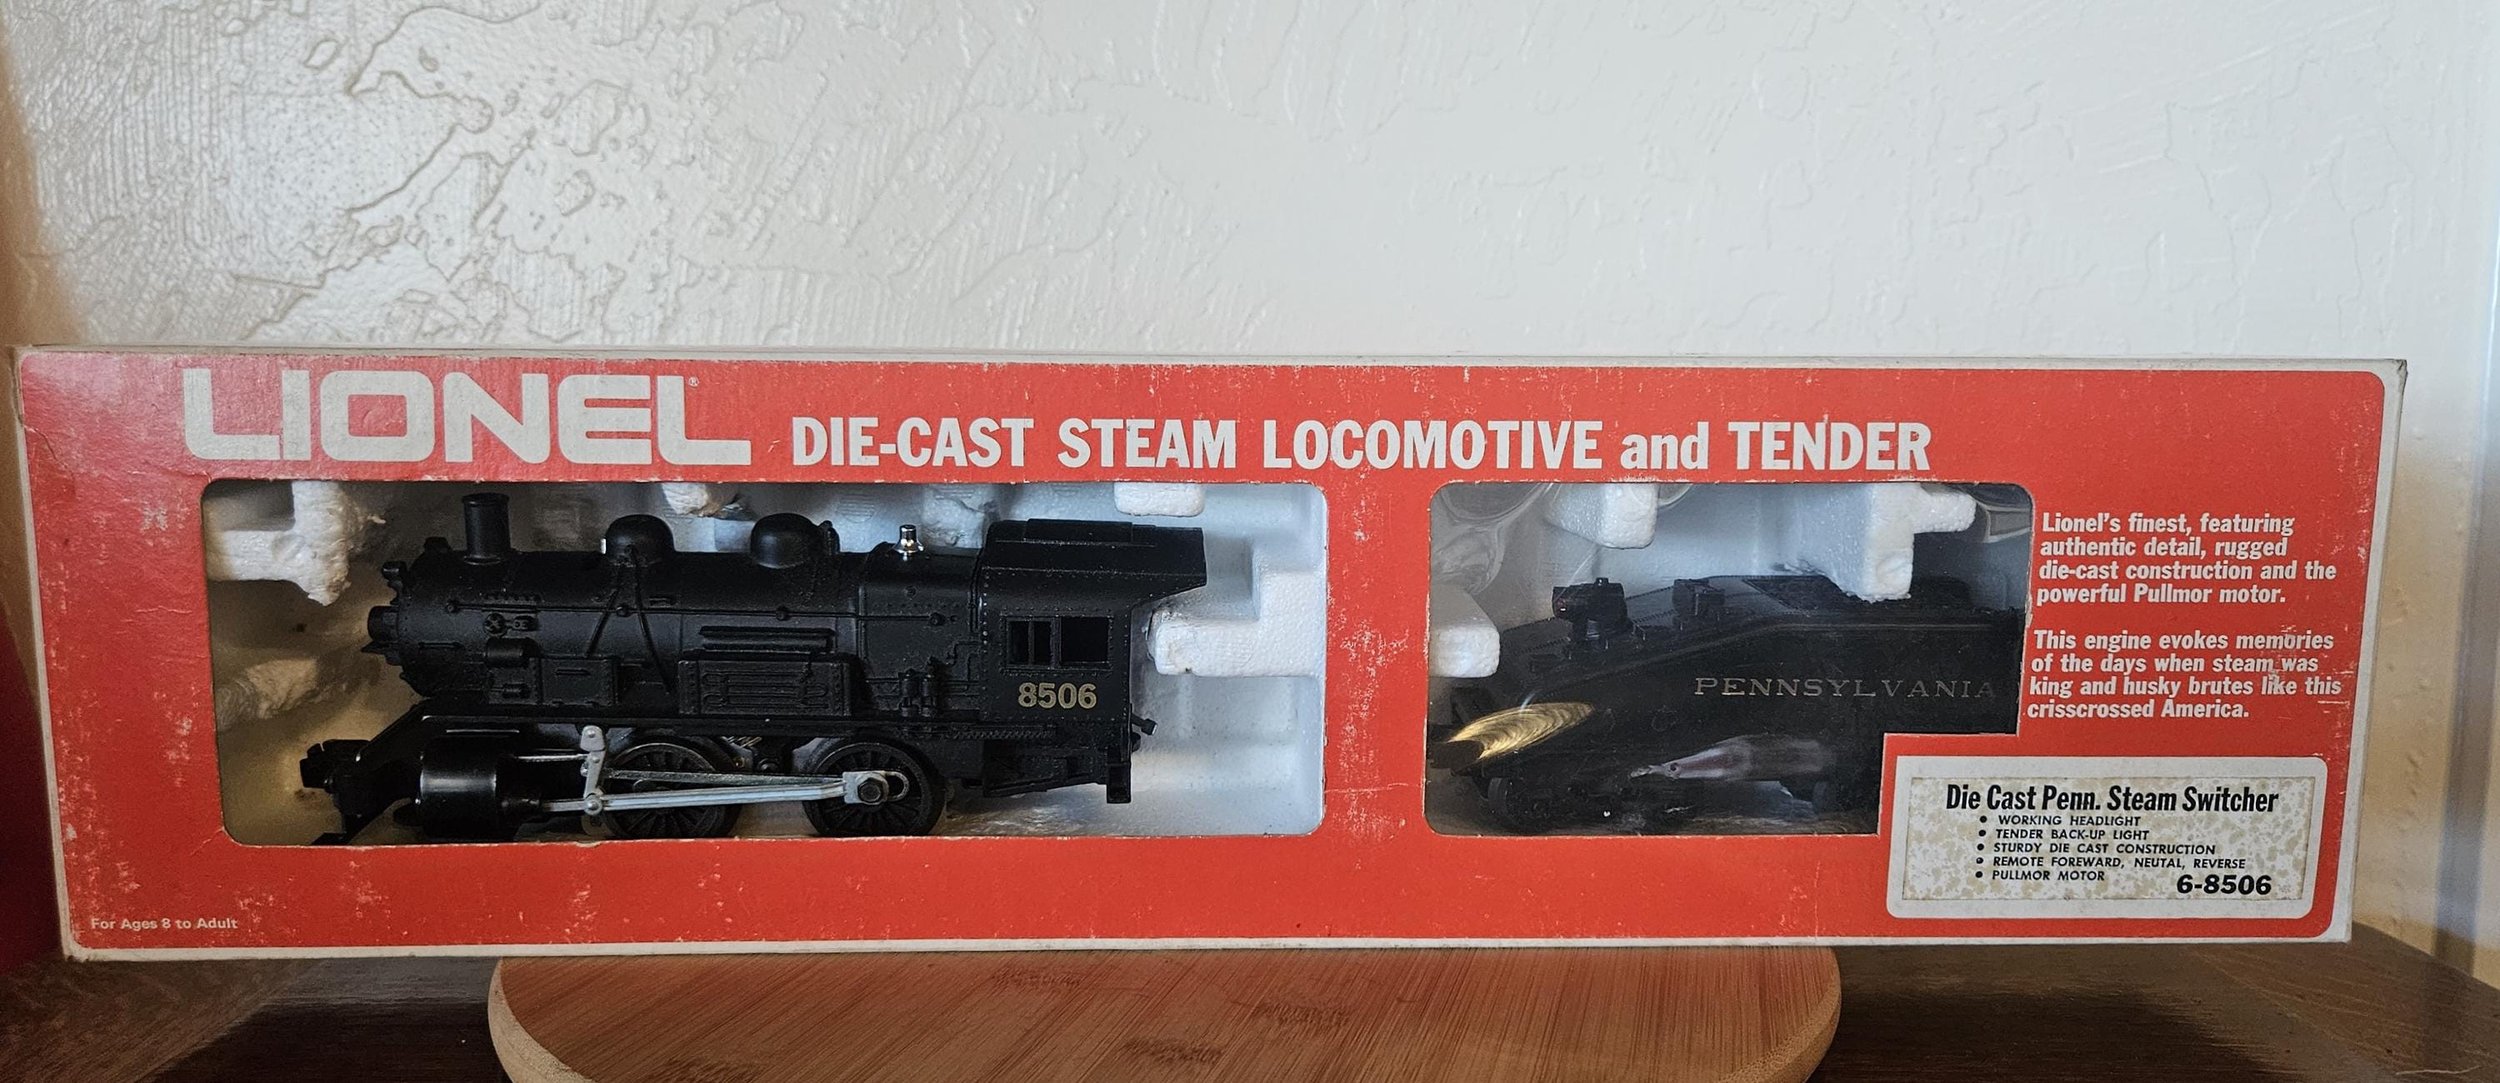 LIONEL®
DIE-CAST STEAM LOCOMOTIVE and TENDER
8506
PENNSYLVANIA
Lionel's finest, featuring
authentic detail, rugged
die-cast construction and the
powerful Pullmor motor.
This engine evokes memories
of the days when steam was
king and husky brutes like this
crisscrossed America.
Die Cast Penn. Steam Switcher
• WORKING HEADLIGHT
• TENDER BACK-UP LIGHT
• STURDY DIE CAST CONSTRUCTION
• REMOTE FOREWARD, NEUTAL, REVERSE
• PULLMOR MOTOR
6-8506
For Ages 8 to Adult